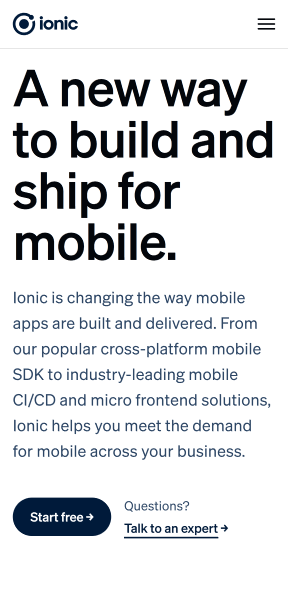 ionic
A new way
to build and
ship for
mobile.
Ionic is changing the way mobile
apps are built and delivered. From
our popular cross-platform mobile
SDK to industry-leading mobile
CI/CD and micro frontend solutions,
Ionic helps you meet the demand
for mobile across your business.
Start free →
Questions?
Talk to an expert →